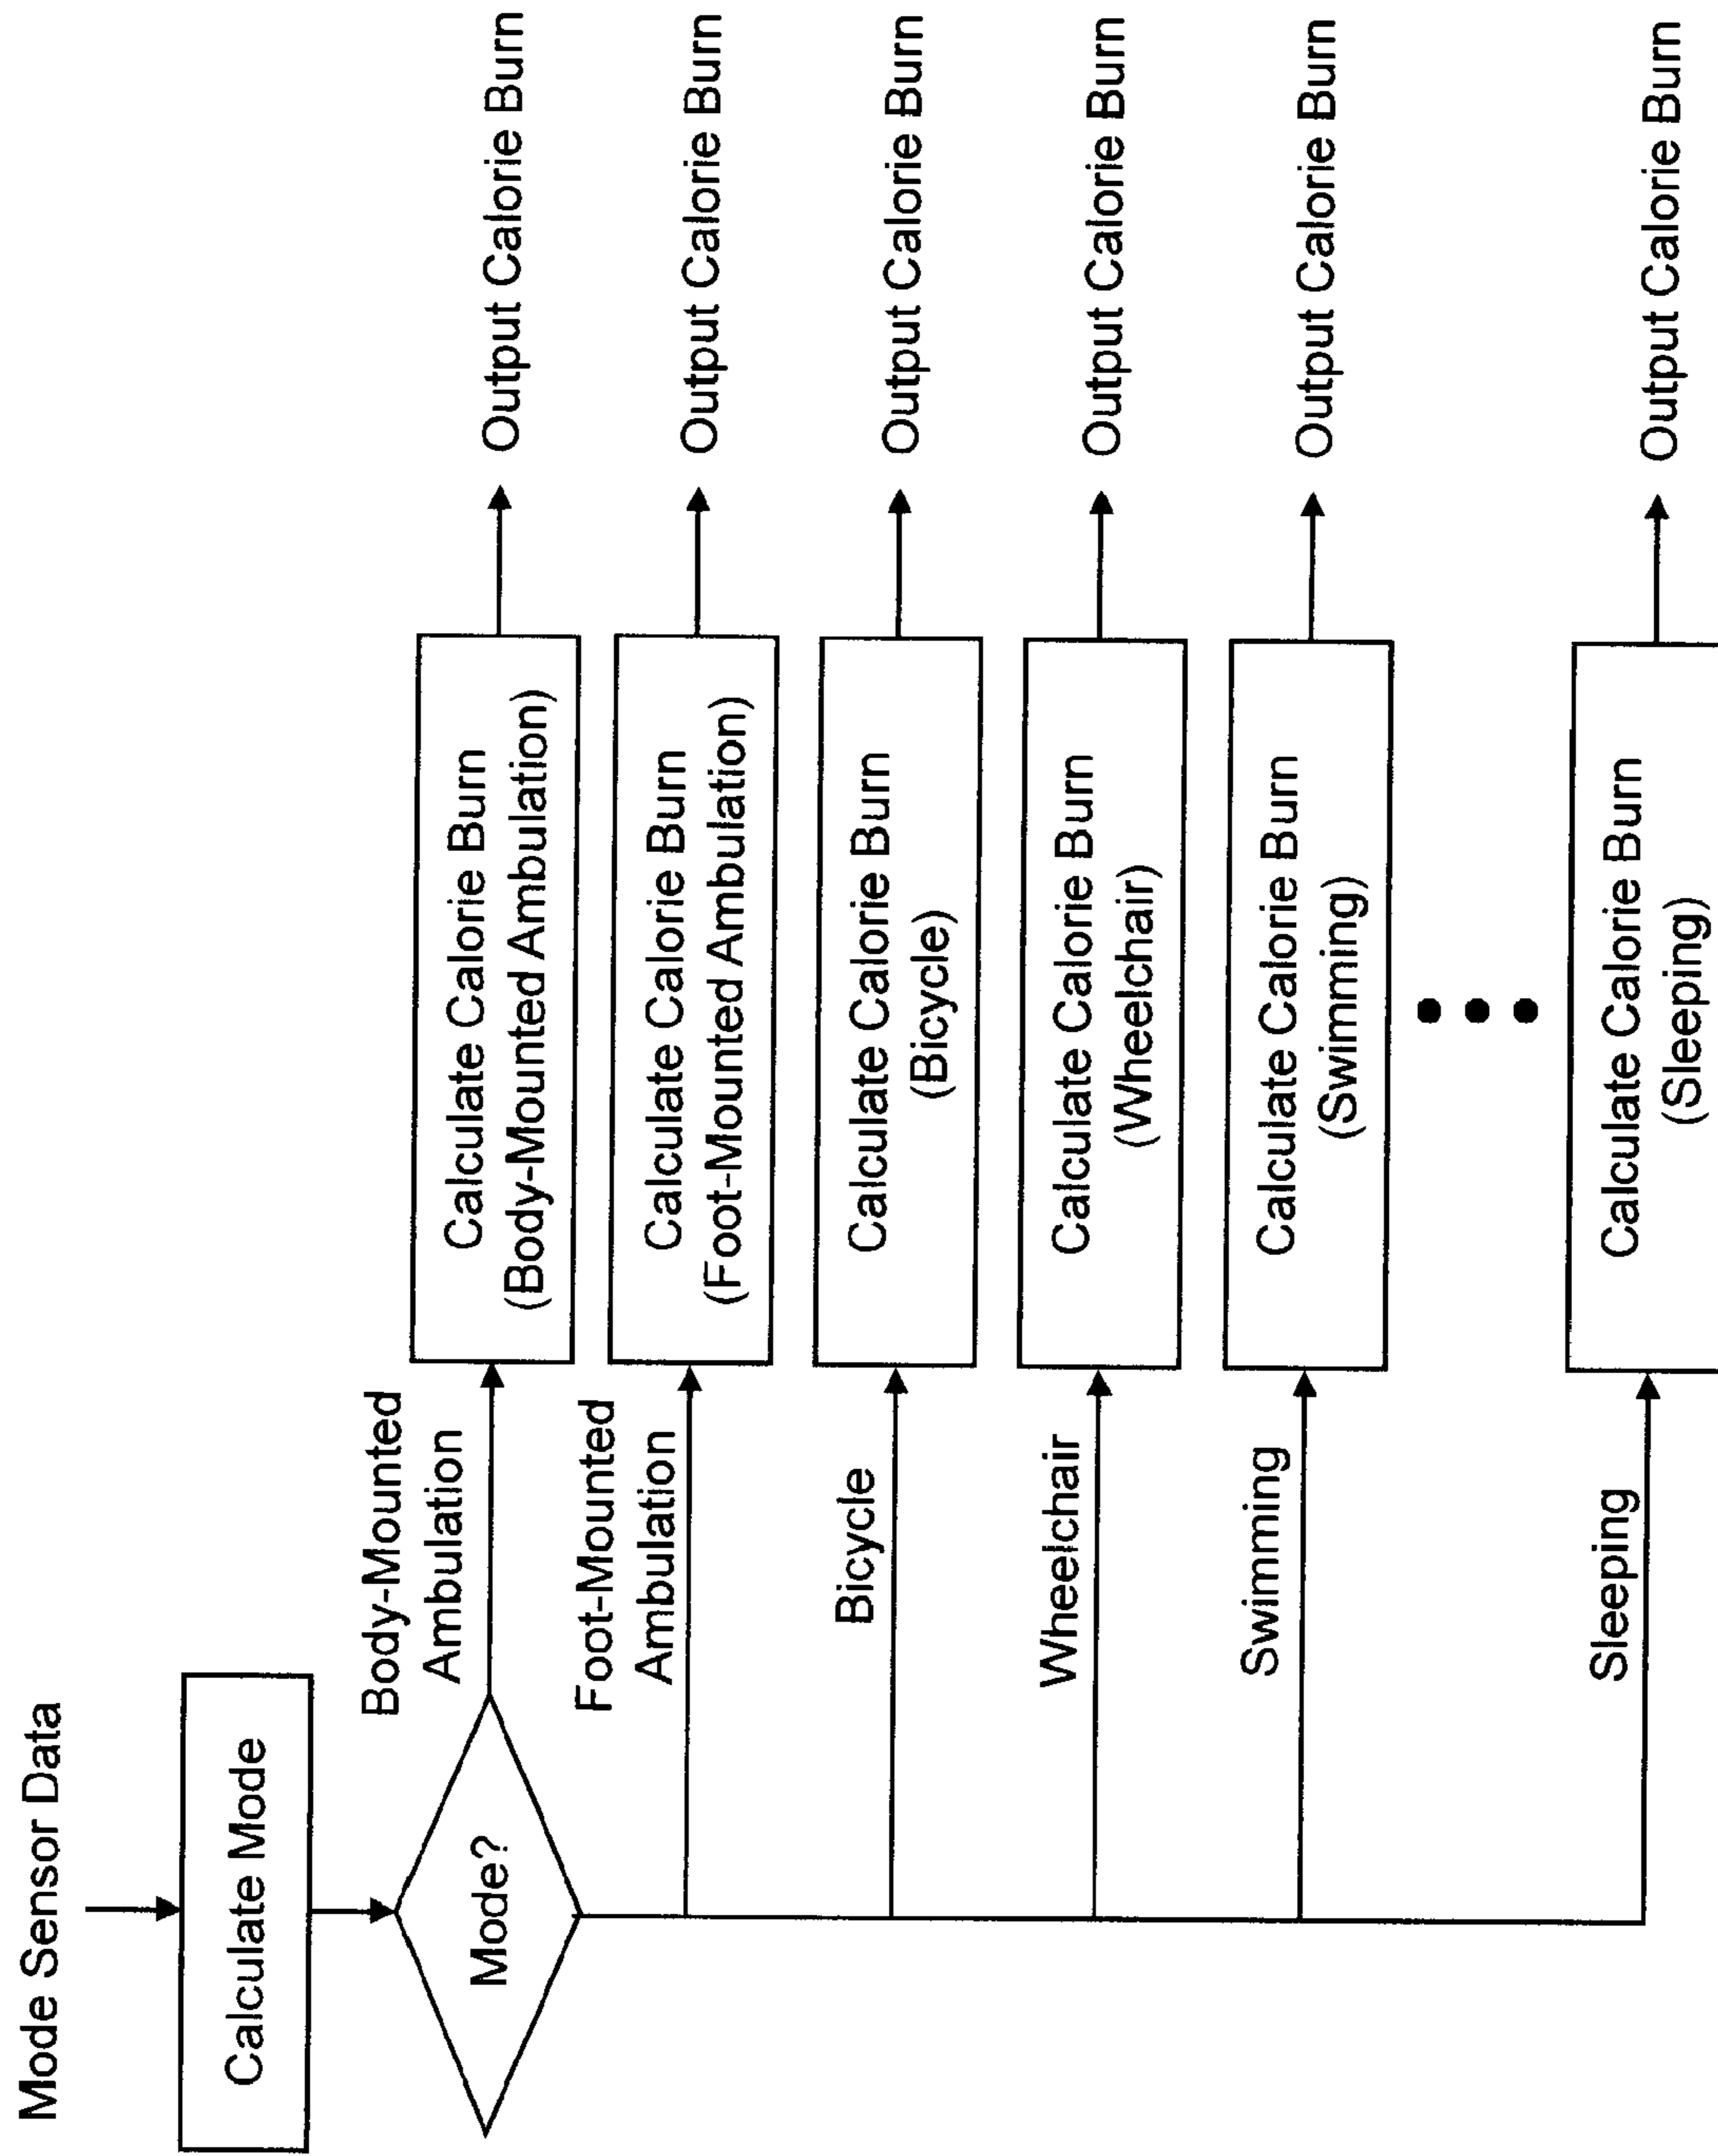 Mode Sensor Data
Calculate Mode
Mode?
Body-Mounted
Ambulation
Calculate Calorie Burn
(Body-Mounted Ambulation)
Output Calorie Burn
Foot-Mounted
Ambulation
Calculate Calorie Burn
(Foot-Mounted Ambulation)
Output Calorie Burn
Bicycle
Calculate Calorie Burn
(Bicycle)
Output Calorie Burn
Wheelchair
Calculate Calorie Burn
(Wheelchair)
Output Calorie Burn
Swimming
Calculate Calorie Burn
(Swimming)
Output Calorie Burn
Sleeping
Calculate Calorie Burn
(Sleeping)
Output Calorie Burn